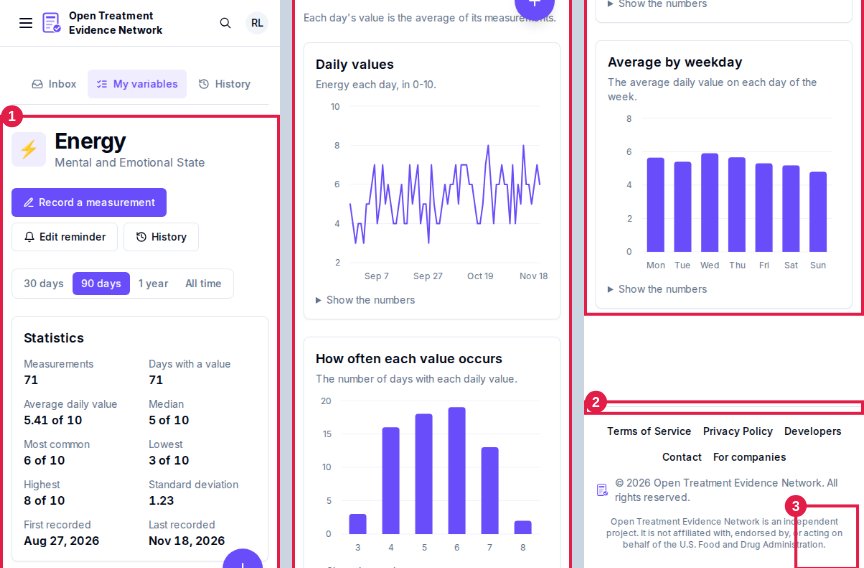 Open Treatment
Evidence Network
RL
Inbox
My variables
History
1
Energy
Mental and Emotional State
Record a measurement
Edit reminder
History
30 days
90 days
1 year
All time
Statistics
Measurements
71
Days with a value
71
Average daily value
5.41 of 10
Median
5 of 10
Most common
6 of 10
Lowest
3 of 10
Highest
8 of 10
Standard deviation
1.23
First recorded
Aug 27, 2026
Last recorded
Nov 18, 2026
Each day's value is the average of its measurements.
Daily values
Energy each day, in 0-10.
10
8
6
4
2
Sep 7
Sep 27
Oct 19
Nov 18
Show the numbers
How often each value occurs
The number of days with each daily value.
20
15
10
5
0
3
4
5
6
7
8
Show the numbers
Average by weekday
The average daily value on each day of the
week.
8
6
4
2
0
Mon
Tue
Wed
Thu
Fri
Sat
Sun
Show the numbers
2
Terms of Service
Privacy Policy
Developers
Contact
For companies
© 2026 Open Treatment Evidence Network. All
rights reserved.
3
Open Treatment Evidence Network is an independent
project. It is not affiliated with, endorsed by, or acting on
behalf of the U.S. Food and Drug Administration.